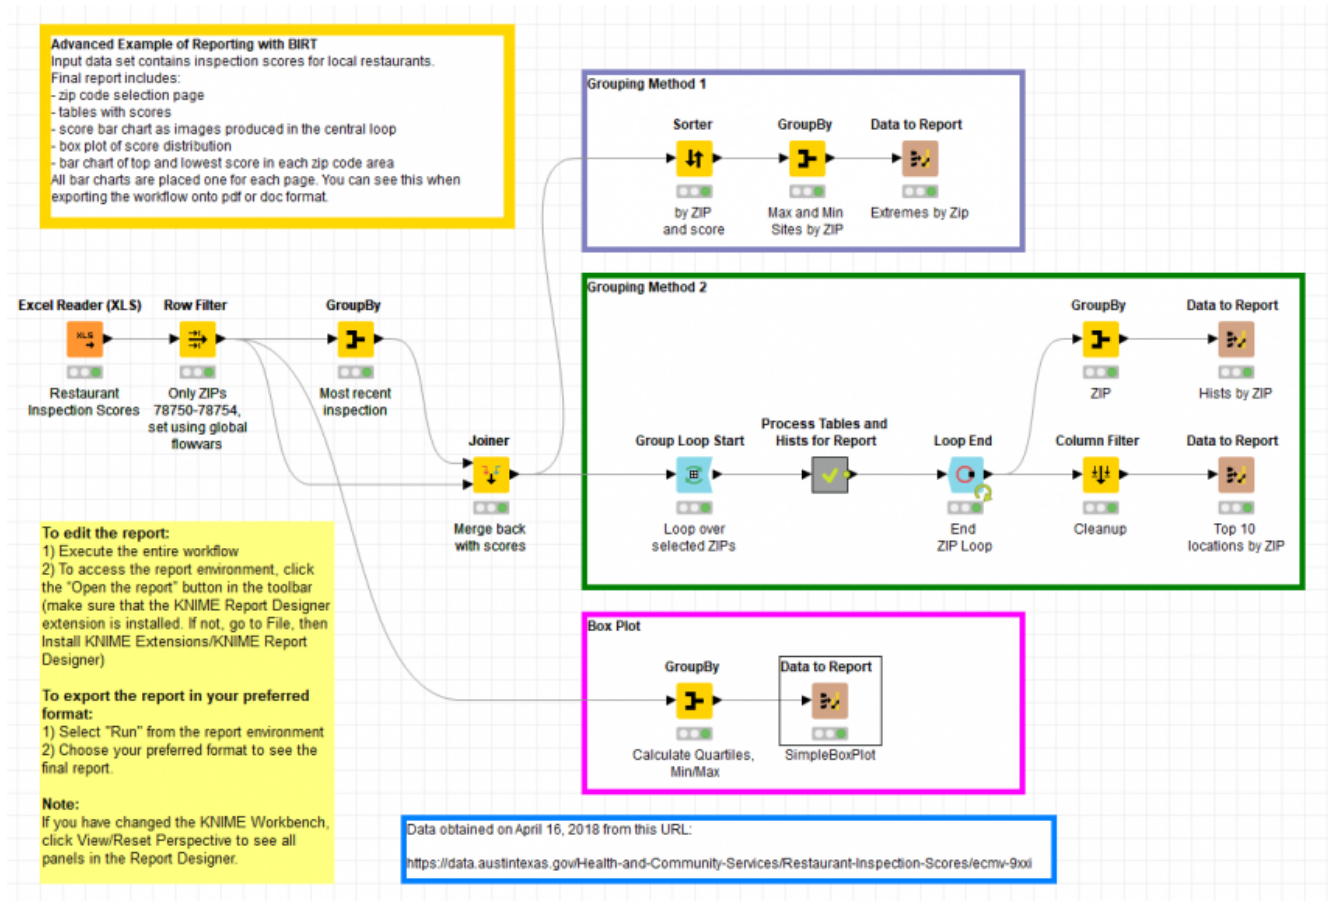 Advanced Example of Reporting with BIRT
Input data set contains inspection scores for local restaurants.
Final report includes:
- zip code selection page
- tables with scores
- score bar chart as images produced in the central loop
- box plot of score distribution
- bar chart of top and lowest score in each zip code area
All bar charts are placed one for each page. You can see this when
exporting the workflow onto pdf or doc format.
Grouping Method 1
Sorter
GroupBy
Data to Report
by ZIP
and score
Max and Min
Sites by ZIP
Extremes by Zip
Grouping Method 2
Excel Reader (XLS)
Row Filter
GroupBy
GroupBy
Data to Report
XLS
Restaurant
Inspection Scores
Only ZIPs
78750-78754,
set using global
flowvars
Most recent
inspection
ZIP
Hists by ZIP
Joiner
Group Loop Start
Process Tables and
Hists for Report
Loop End
Column Filter
Data to Report
Merge back
with scores
Loop over
selected ZIPs
End
ZIP Loop
Cleanup
Top 10
locations by ZIP
To edit the report:
1) Execute the entire workflow
2) To access the report environment, click
the "Open the report" button in the toolbar
(make sure that the KNIME Report Designer
extension is installed. If not, go to File, then
Install KNIME Extensions/KNIME Report
Designer)
To export the report in your preferred
format:
1) Select "Run" from the report environment
2) Choose your preferred format to see the
final report.
Note:
If you have changed the KNIME Workbench,
click View/Reset Perspective to see all
panels in the Report Designer.
Box Plot
GroupBy
Data to Report
Calculate Quartiles,
Min/Max
SimpleBoxPlot
Data obtained on April 16, 2018 from this URL:
https://data.austintexas.gov/Health-and-Community-Services/Restaurant-Inspection-Scores/ecmv-9xxi